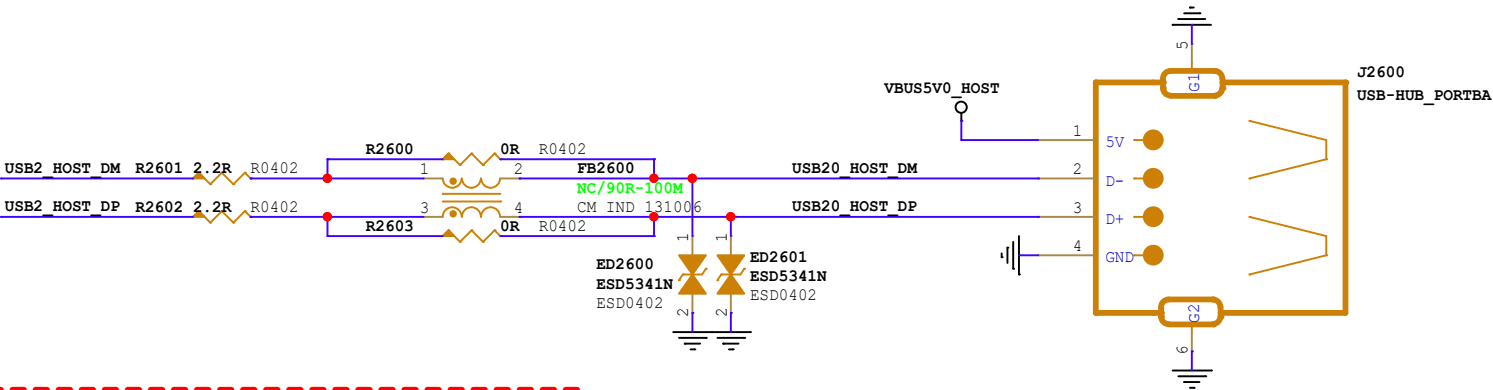 5
G1
J2600
USB-HUB_PORTBA
VBUS5V0_HOST
1
5V
R2600 0R R0402
USB2_HOST_DM R2601 2.2R R0402
1 2 FB2600
USB20_HOST_DM
2
D-
NC/90R-100M
USB2_HOST_DP R2602 2.2R R0402
3 4 CM IND 131006
USB20_HOST_DP
3
D+
R2603 0R R0402
1
1
4
GND
ED2600
ESD5341N
ESD0402
ED2601
ESD5341N
ESD0402
2
2
G2
6